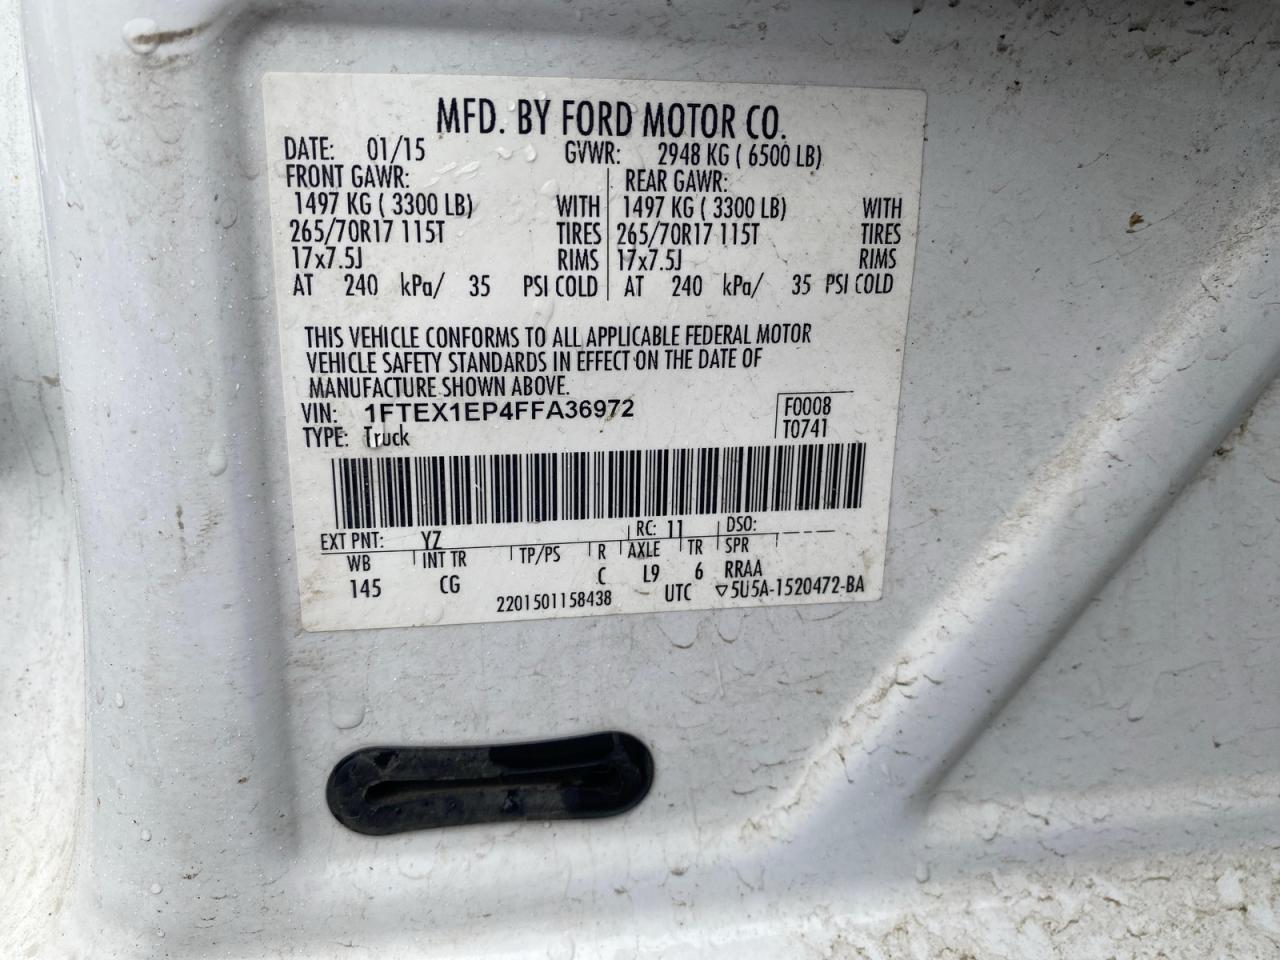 MFD. BY FORD MOTOR CO.
DATE: 01/15 GVWR: 2948 KG ( 6500 LB)
FRONT GAWR: REAR GAWR:
1497 KG ( 3300 LB) WITH 1497 KG ( 3300 LB) WITH
265/70R17 115T TIRES 265/70R17 115T TIRES
17x7.5J RIMS 17x7.5J RIMS
AT 240 kPa/ 35 PSI COLD AT 240 kPa/ 35 PSI COLD
THIS VEHICLE CONFORMS TO ALL APPLICABLE FEDERAL MOTOR
VEHICLE SAFETY STANDARDS IN EFFECT ON THE DATE OF
MANUFACTURE SHOWN ABOVE.
VIN: 1FTEX1EP4FFA36972 F0008
TYPE: Truck T0741
EXT PNT: YZ RC: 11 DSO:
WB INT TR TP/PS R AXLE TR SPR
145 CG C L9 6 RRAA
2201501158438 UTC ▽5U5A-1520472-BA